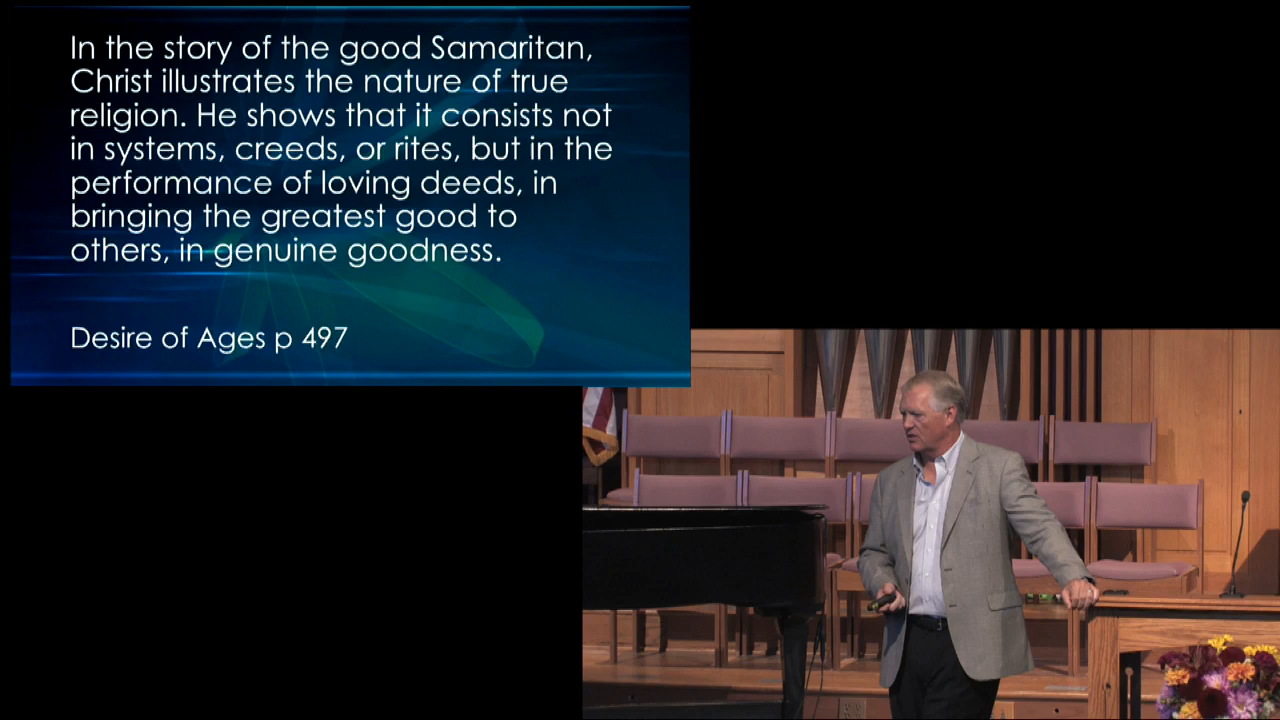 In the story of the good Samaritan,
Christ illustrates the nature of true
religion. He shows that it consists not
in systems, creeds, or rites, but in the
performance of loving deeds, in
bringing the greatest good to
others, in genuine goodness.
Desire of Ages p 497